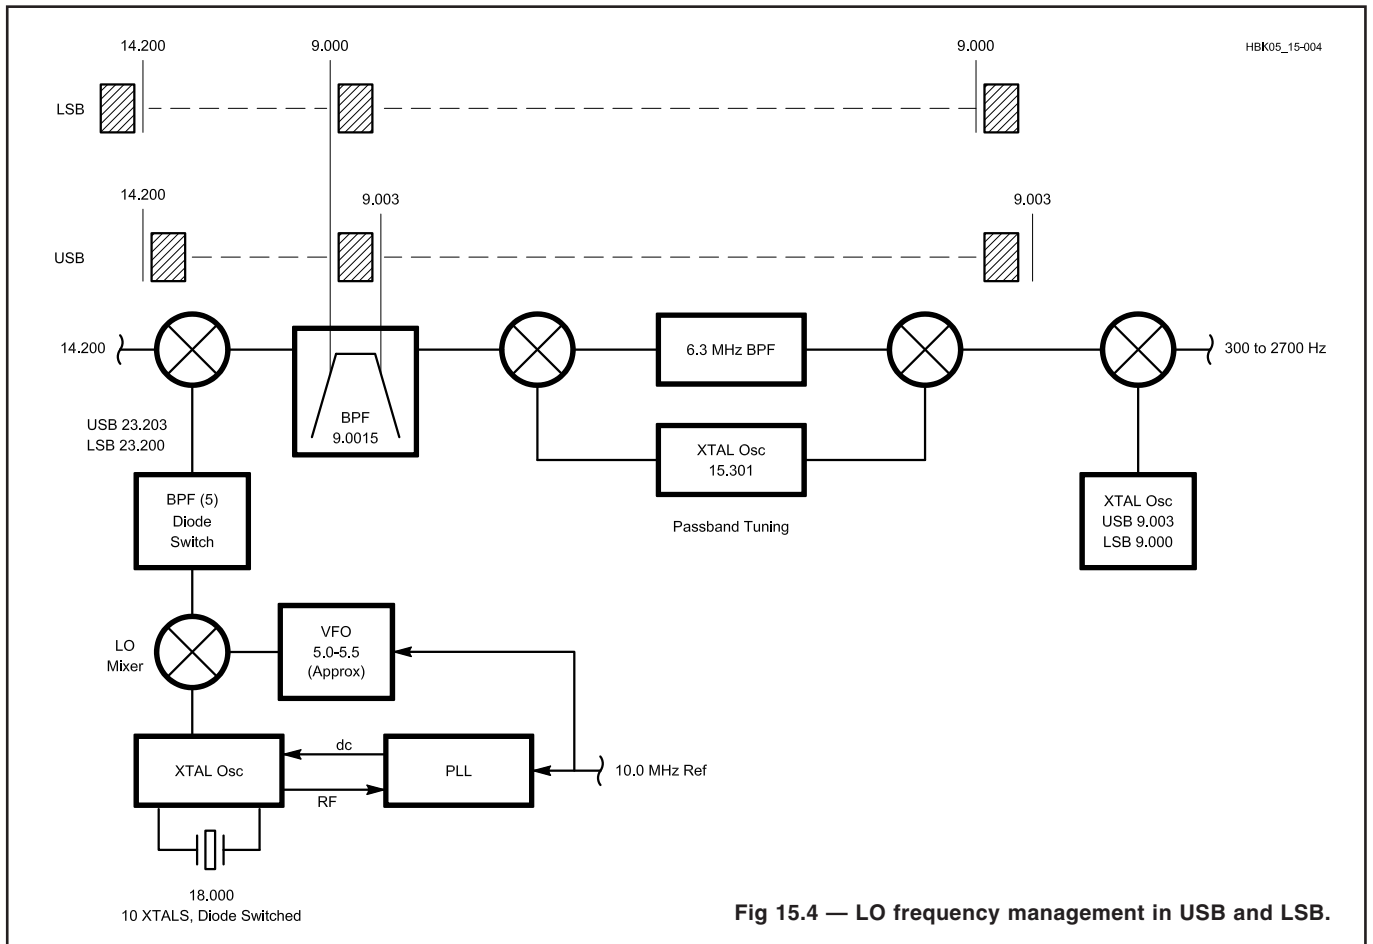 14.200
9.000
9.000
HBK05_15-004
LSB
14.200
9.003
9.003
USB
14.200
6.3 MHz BPF
300 to 2700 Hz
BPF
9.0015
USB 23.203
LSB 23.200
XTAL Osc
15.301
BPF (5)
Diode
Switch
Passband Tuning
XTAL Osc
USB 9.003
LSB 9.000
LO
Mixer
VFO
5.0-5.5
(Approx)
XTAL Osc
dc
RF
PLL
10.0 MHz Ref
18.000
10 XTALS, Diode Switched
Fig 15.4 — LO frequency management in USB and LSB.